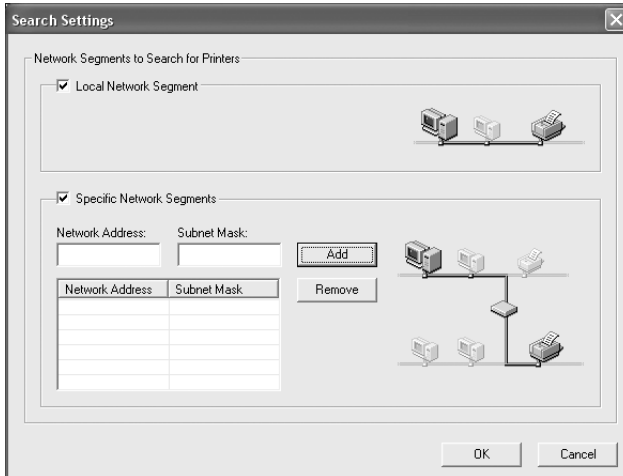 Search Settings
Network Segments to Search for Printers
Local Network Segment
Specific Network Segments
Network Address: Subnet Mask:
Add
Network Address Subnet Mask
Remove
OK Cancel